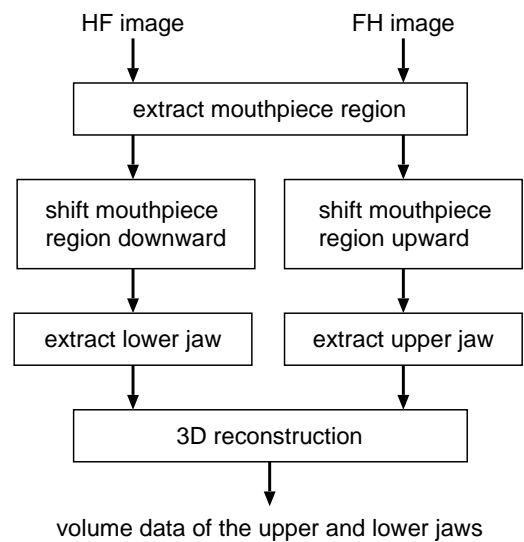 HF image
FH image
extract mouthpiece region
shift mouthpiece
region downward
shift mouthpiece
region upward
extract lower jaw
extract upper jaw
3D reconstruction
volume data of the upper and lower jaws